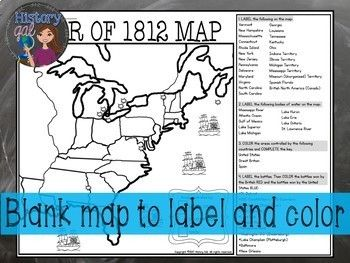 History
gal
R OF 1812 MAP
1. LABEL the following on the map.
Vermont Georgia
New Hampshire Louisiana
Massachusetts Tennessee
Connecticut Kentucky
Rhode Island Ohio
New York Indiana Territory
New Jersey Illinois Territory
Pennsylvania Michigan Territory
Delaware Mississippi Territory
Maryland Missouri (Unorganized) Territory
Virginia Spanish Florida
North Carolina British North America (Canada)
South Carolina
2. LABEL the following bodies of water on the map.
Mississippi River Lake Huron
Atlantic Ocean Lake Erie
Gulf of Mexico Lake Ontario
Lake Superior St. Lawrence River
Lake Michigan
3. COLOR the areas controlled by the following
countries and COMPLETE the key.
United States
Great Britain
Spain
4. LABEL the battles. Then COLOR the battles won by
the British RED and the battles won by the United
States BLUE.
Blank map to label and color
*Lake Champlain (Plattsburgh)
*New Orleans